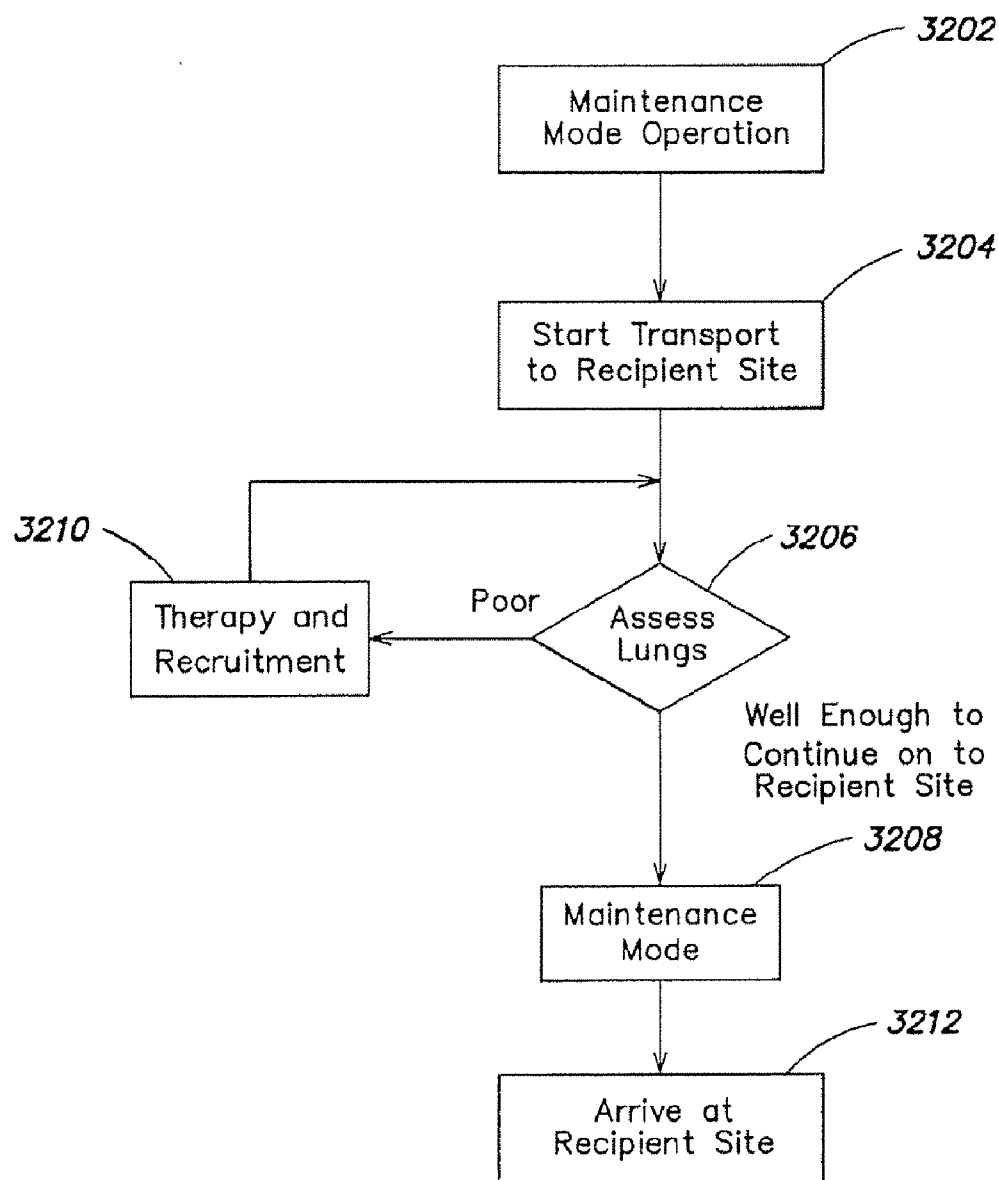 3202
Maintenance
Mode Operation
3204
Start Transport
to Recipient Site
3210
3206
Therapy and
Recruitment
Poor
Assess
Lungs
Well Enough to
Continue on to
Recipient Site
3208
Maintenance
Mode
3212
Arrive at
Recipient Site